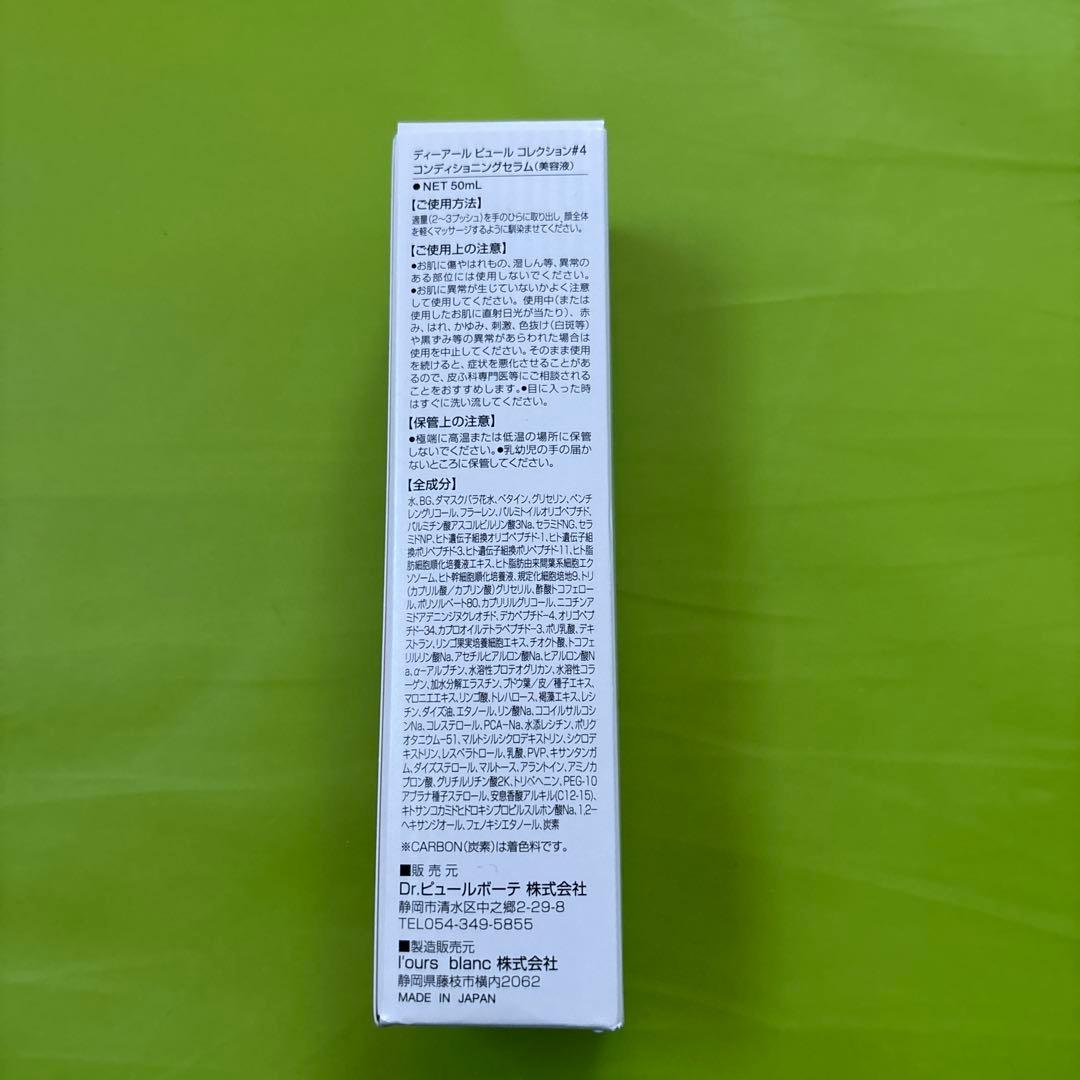 ディーアール ピュール コレクション#4
コンディショニングセラム(美容液)
●NET 50mL
【ご使用方法】
適量(2〜3プッシュ)を手のひらに取り出し、顔全体
を軽くマッサージするように馴染ませてください。
【ご使用上の注意】
●お肌に傷やはれもの、湿しん等、異常の
ある部位には使用しないでください。
●お肌に異常が生じていないかよく注意
して使用してください。使用中(または
使用したお肌に直射日光が当たり)、赤
み、はれ、かゆみ、刺激、色抜け(白斑等)
や黒ずみ等の異常があらわれた場合は
使用を中止してください。そのまま使用
を続けると、症状を悪化させることがあ
るので、皮ふ科専門医等にご相談される
ことをおすすめします。●目に入った時
はすぐに洗い流してください。
【保管上の注意】
●極端に高温または低温の場所に保管
しないでください。●乳幼児の手の届か
ないところに保管してください。
【全成分】
水、BG、ダマスクバラ花水、ベタイン、グリセリン、ペンチ
レングリコール、フラーレン、パルミトイルオリゴペプチド、
パルミチン酸アスコルビルリン酸3Na、セラミドNG、セラ
ミドNP、ヒト遺伝子組換オリゴペプチド-1、ヒト遺伝子組
換ポリペプチド-3、ヒト遺伝子組換ポリペプチド-11、ヒト脂
肪細胞順化培養液エキス、ヒト脂肪由来間葉系細胞エク
ソソーム、ヒト幹細胞順化培養液、規定化細胞培地9、トリ
(カプリル酸/カプリン酸)グリセリル、酢酸トコフェロー
ル、ポリソルベート80、カプリリルグリコール、ニコチンア
ミドアデニンジヌクレオチド、デカペプチド-4、オリゴペプ
チド-34、カプロオイルテトラペプチド-3、ポリ乳酸、デキ
ストラン、リンゴ果実培養細胞エキス、チオクト酸、トコフェ
リルリン酸Na、アセチルヒアルロン酸Na、ヒアルロン酸N
a、α-アルブチン、水溶性プロテオグリカン、水溶性コラ
ーゲン、加水分解エラスチン、ブドウ葉/皮/種子エキス、
マロニエエキス、リンゴ酸、トレハロース、褐藻エキス、レシ
チン、ダイズ油、エタノール、リン酸Na、ココイルサルコシ
ンNa、コレステロール、PCA-Na、水添レシチン、ポリク
オタニウム-51、マルトシルシクロデキストリン、シクロデ
キストリン、レスベラトロール、乳酸、PVP、キサンタンガ
ム、ダイズステロール、マルトース、アラントイン、アミノカ
プロン酸、グリチルリチン酸2K、トリベヘニン、PEG-10
アブラナ種子ステロール、安息香酸アルキル(C12-15)、
キトサンコカミドヒドロキシプロピルスルホン酸Na、1,2-
ヘキサンジオール、フェノキシエタノール、炭素
※CARBON(炭素)は着色料です。
■販売元
Dr.ピュールボーテ 株式会社
静岡市清水区中之郷2-29-8
TEL054-349-5855
■製造販売元
l'ours blanc 株式会社
静岡県藤枝市横内2062
MADE IN JAPAN